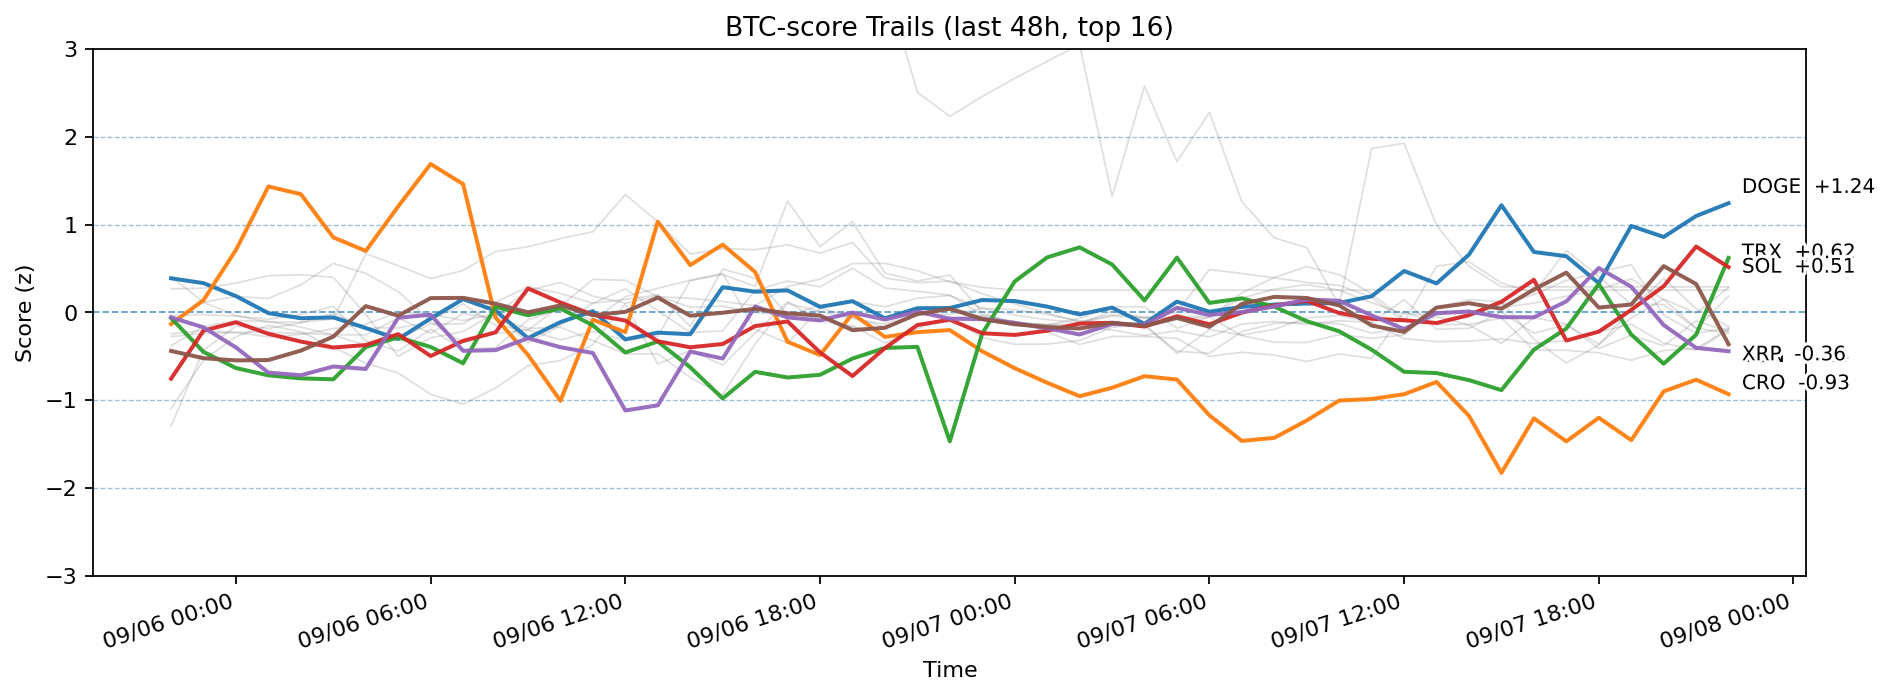 BTC-score Trails (last 48h, top 16)
Score (z)
3
2
1
0
−1
−2
−3
DOGE +1.24
TRX +0.62
SOL +0.51
XRP -0.36
CRO -0.93
09/06 00:00
09/06 06:00
09/06 12:00
09/06 18:00
09/07 00:00
09/07 06:00
09/07 12:00
09/07 18:00
09/08 00:00
Time